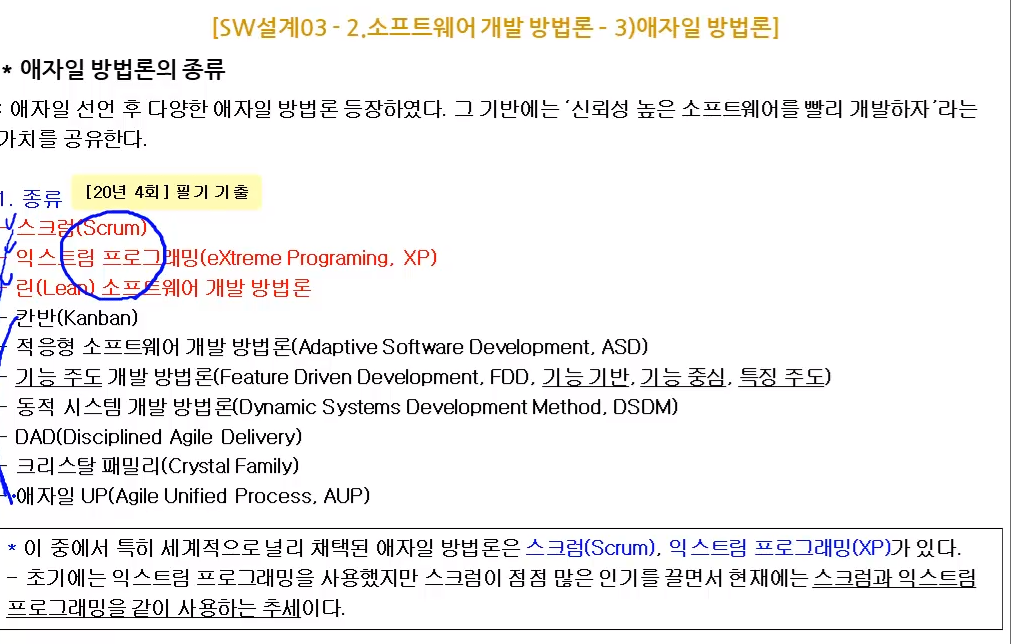 [SW설계03 - 2.소프트웨어 개발 방법론 - 3)애자일 방법론]
* 애자일 방법론의 종류
: 애자일 선언 후 다양한 애자일 방법론 등장하였다. 그 기반에는 '신뢰성 높은 소프트웨어를 빨리 개발하자'라는
가치를 공유한다.
1. 종류 [20년 4회] 필기 기출
- 스크럼(Scrum)
- 익스트림 프로그래밍(eXtreme Programing, XP)
- 린(Lean) 소프트웨어 개발 방법론
- 칸반(Kanban)
- 적응형 소프트웨어 개발 방법론(Adaptive Software Development, ASD)
- 기능 주도 개발 방법론(Feature Driven Development, FDD, 기능 기반, 기능 중심, 특징 주도)
- 동적 시스템 개발 방법론(Dynamic Systems Development Method, DSDM)
- DAD(Disciplined Agile Delivery)
- 크리스탈 패밀리(Crystal Family)
- 애자일 UP(Agile Unified Process, AUP)
* 이 중에서 특히 세계적으로 널리 채택된 애자일 방법론은 스크럼(Scrum), 익스트림 프로그래밍(XP)가 있다.
- 초기에는 익스트림 프로그래밍을 사용했지만 스크럼이 점점 많은 인기를 끌면서 현재에는 스크럼과 익스트림
프로그래밍을 같이 사용하는 추세이다.